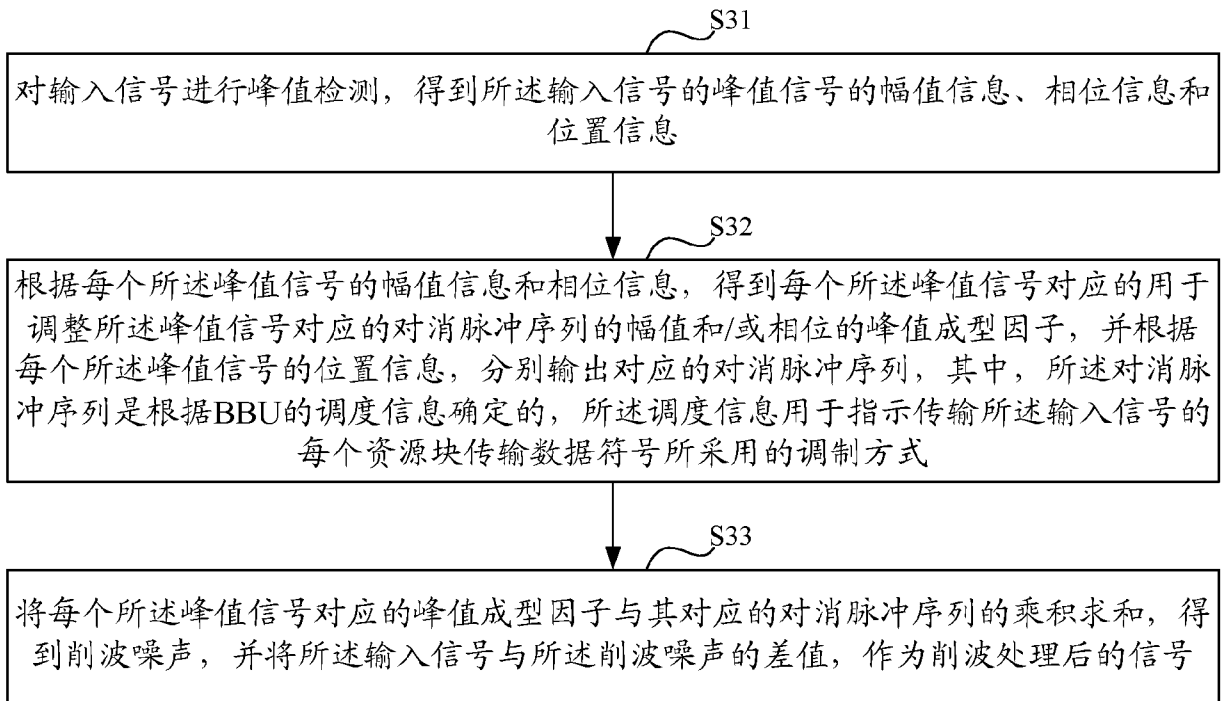 S31
对输入信号进行峰值检测，得到所述输入信号的峰值信号的幅值信息、相位信息和
位置信息
S32
根据每个所述峰值信号的幅值信息和相位信息，得到每个所述峰值信号对应的用于
调整所述峰值信号对应的对消脉冲序列的幅值和/或相位的峰值成型因子，并根据
每个所述峰值信号的位置信息，分别输出对应的对消脉冲序列，其中，所述对消脉
冲序列是根据BBU的调度信息确定的，所述调度信息用于指示传输所述输入信号的
每个资源块传输数据符号所采用的调制方式
S33
将每个所述峰值信号对应的峰值成型因子与其对应的对消脉冲序列的乘积求和，得
到削波噪声，并将所述输入信号与所述削波噪声的差值，作为削波处理后的信号